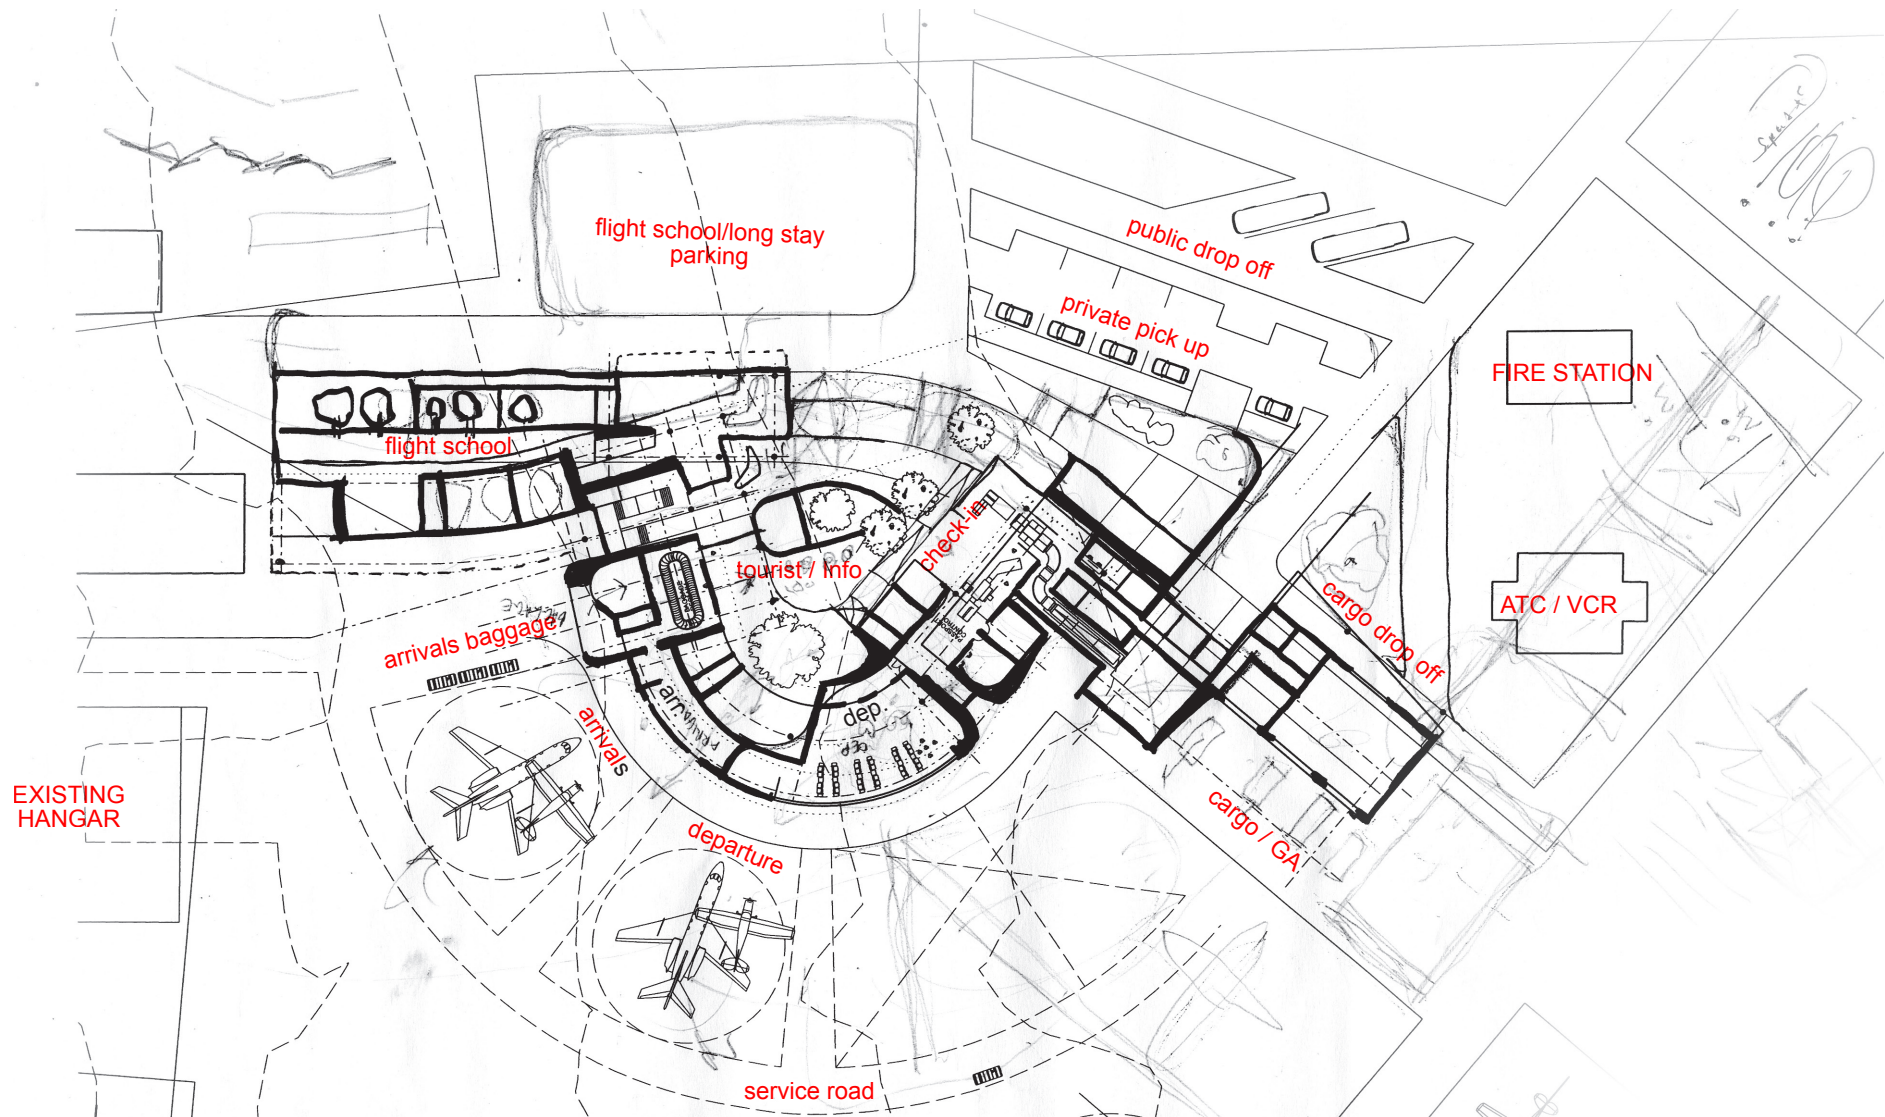 flight school/long stay
parking
public drop off
private pick up
FIRE STATION
flight school
check-in
tourist / Info
ATC / VCR
cargo drop off
arrivals baggage
arrivals
arrivals
dep.
EXISTING
HANGAR
departure
cargo / GA
service road